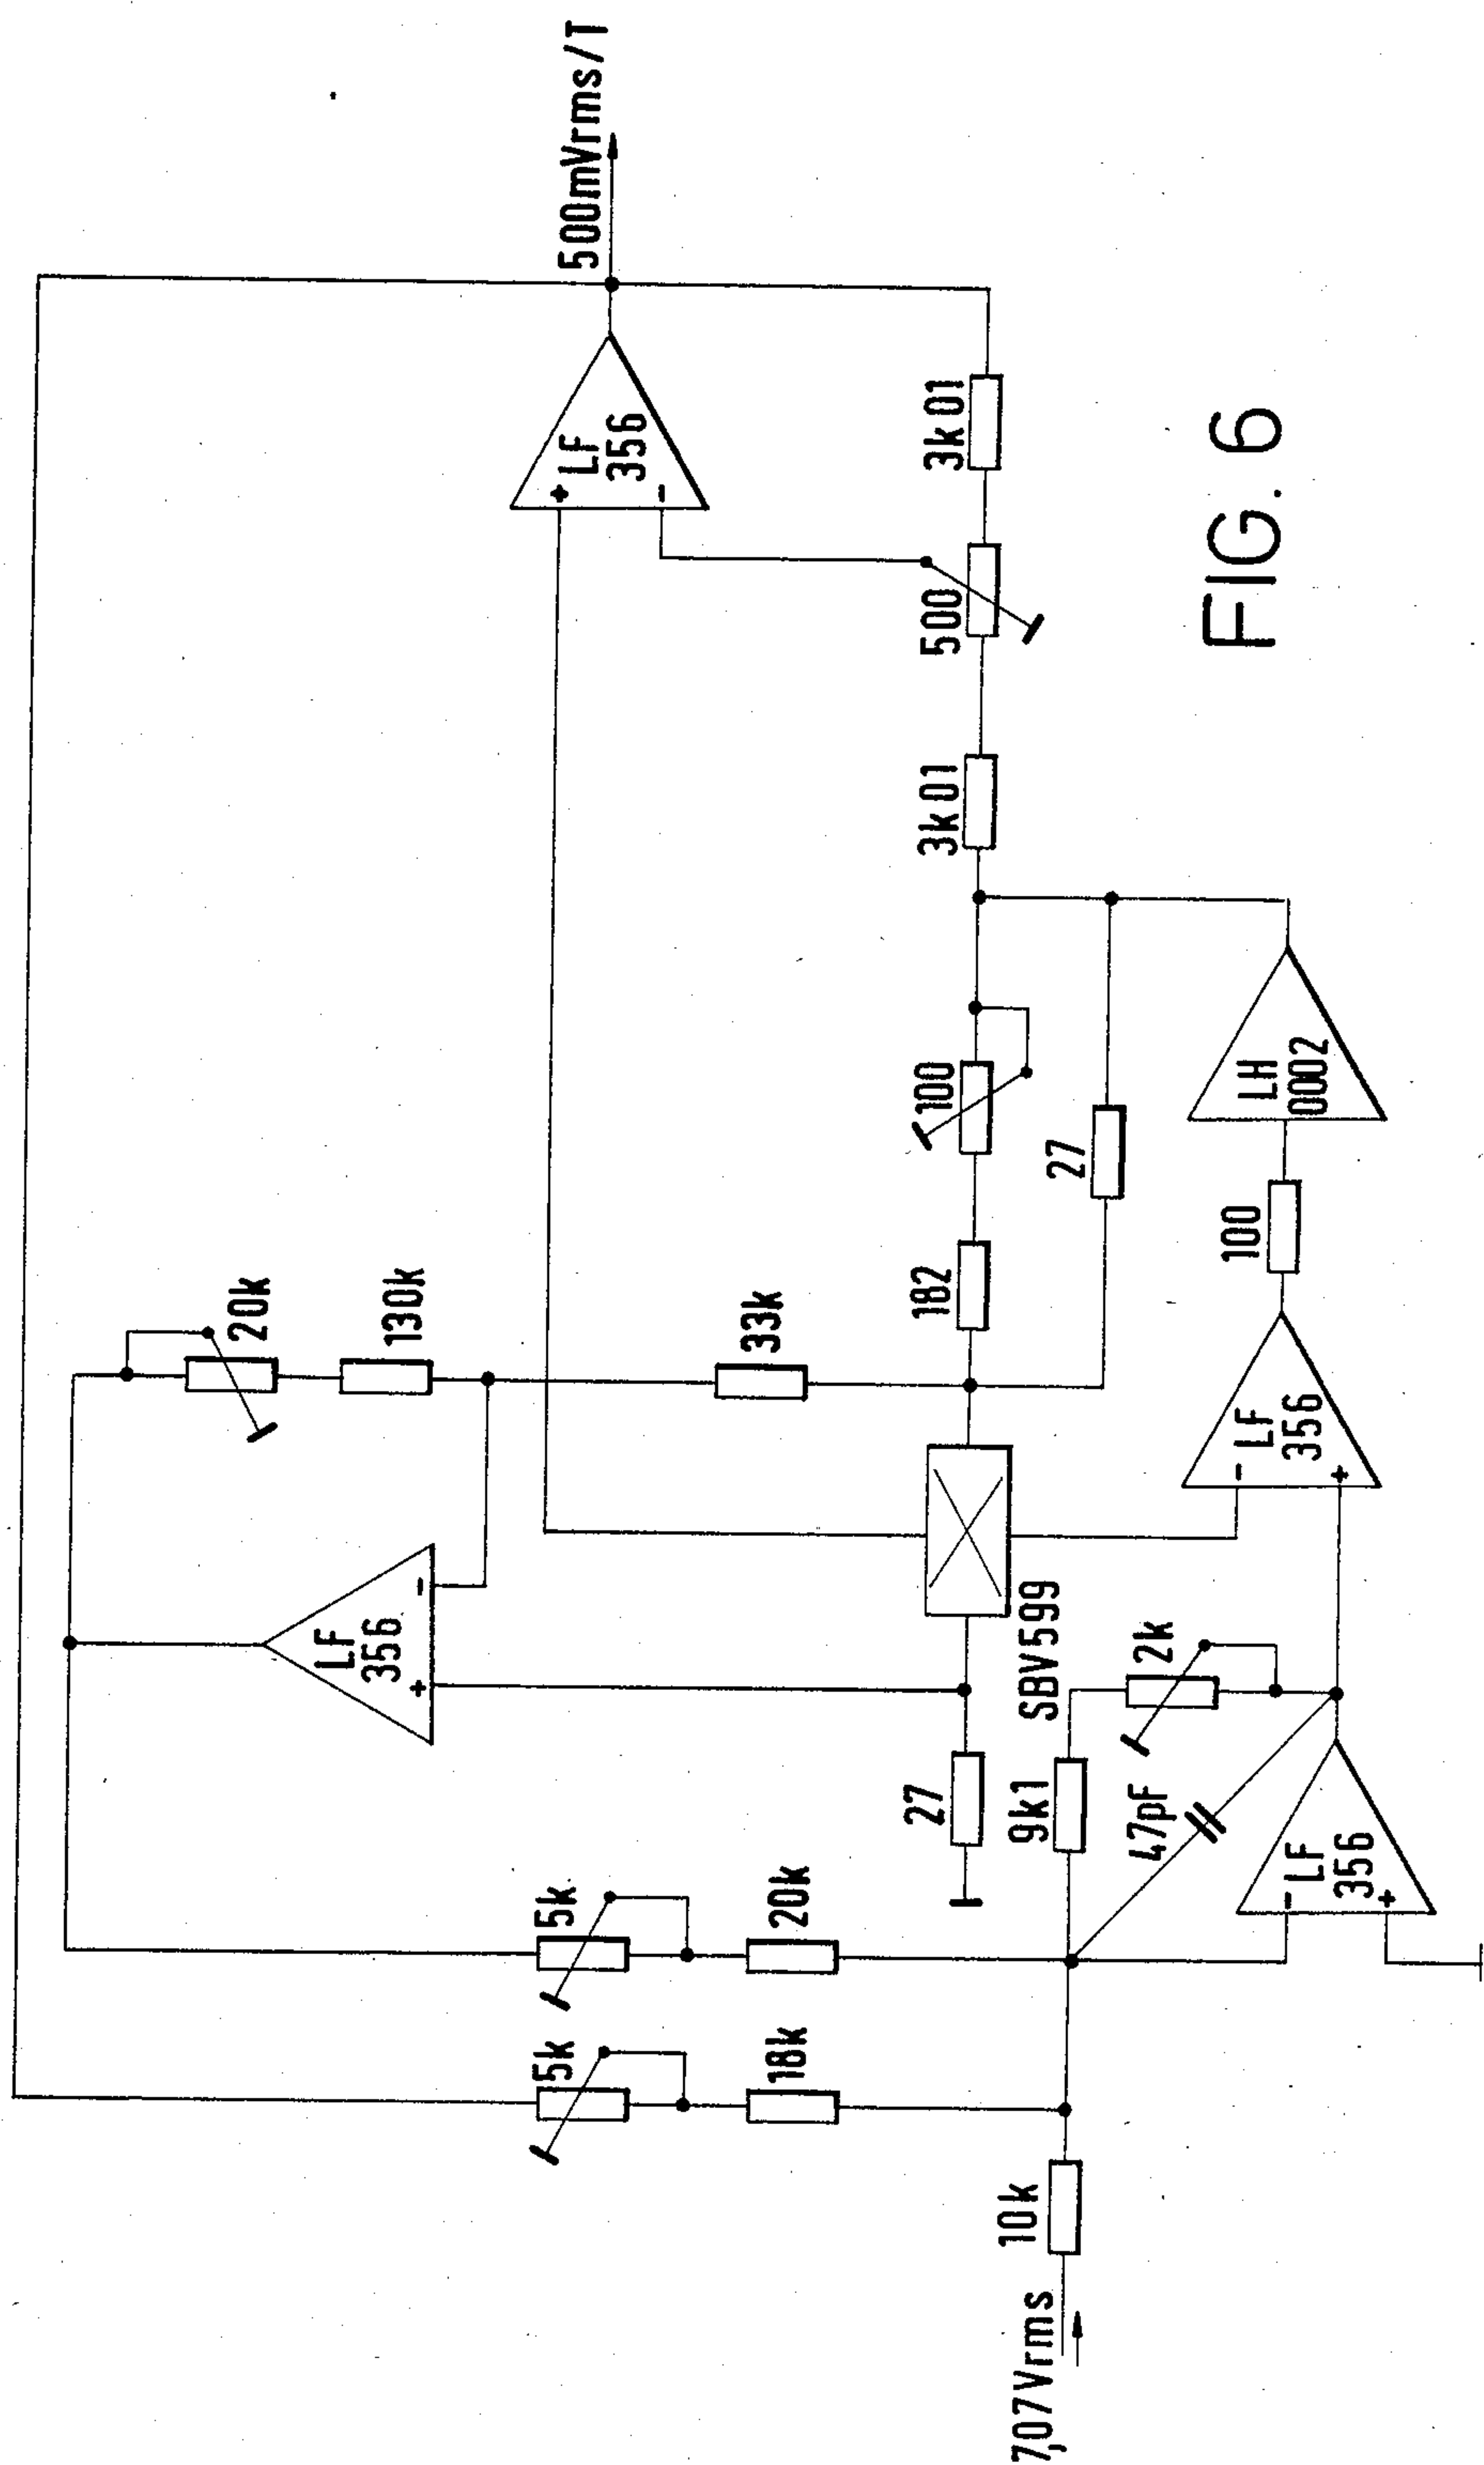 500mVrms/T
LF
356
+
-
3k01
500
3k01
FIG. 6
20k
130k
33k
100
182
27
LH
0002
100
LF
356
-
+
LF
356
-
+
SBV599
2k
27
9k1
47pF
LF
356
-
+
5k
20k
5k
18k
10k
7,07Vrms